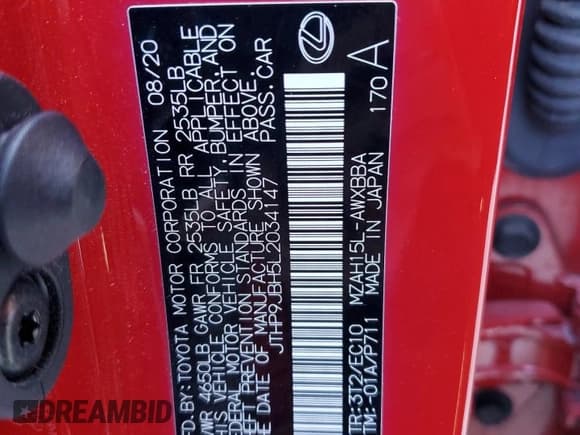 MFD.BY:TOYOTA MOTOR CORPORATION 08/20
GVWR 4650LB GAWR FR 2535LB RR 2535LB
THIS VEHICLE CONFORMS TO ALL APPLICABLE
FEDERAL MOTOR VEHICLE SAFETY, BUMPER, AND
THEFT PREVENTION STANDARDS IN EFFECT ON
THE DATE OF MANUFACTURE SHOWN ABOVE.
JTHP9JBH5L2034147 PASS.CAR
C/TR:3T2/EC10 MZAH15L-AWXBBA
A/TM:-01A/P711 MADE IN JAPAN
170 A
DREAMBID